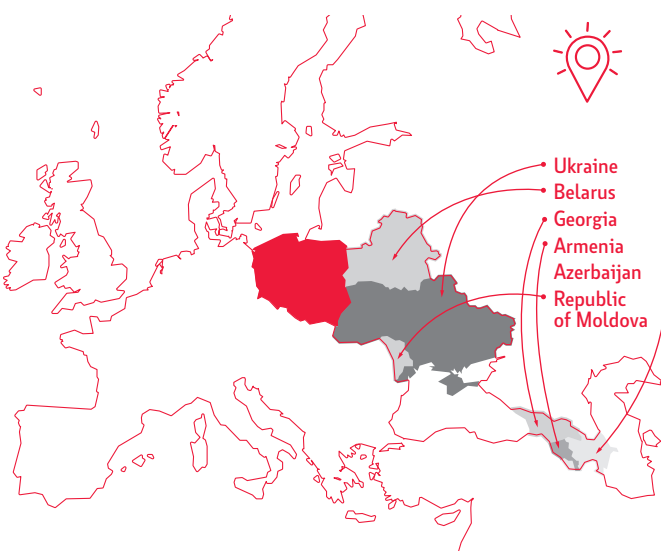 Ukraine
Belarus
Georgia
Armenia
Azerbaijan
Republic
of Moldova